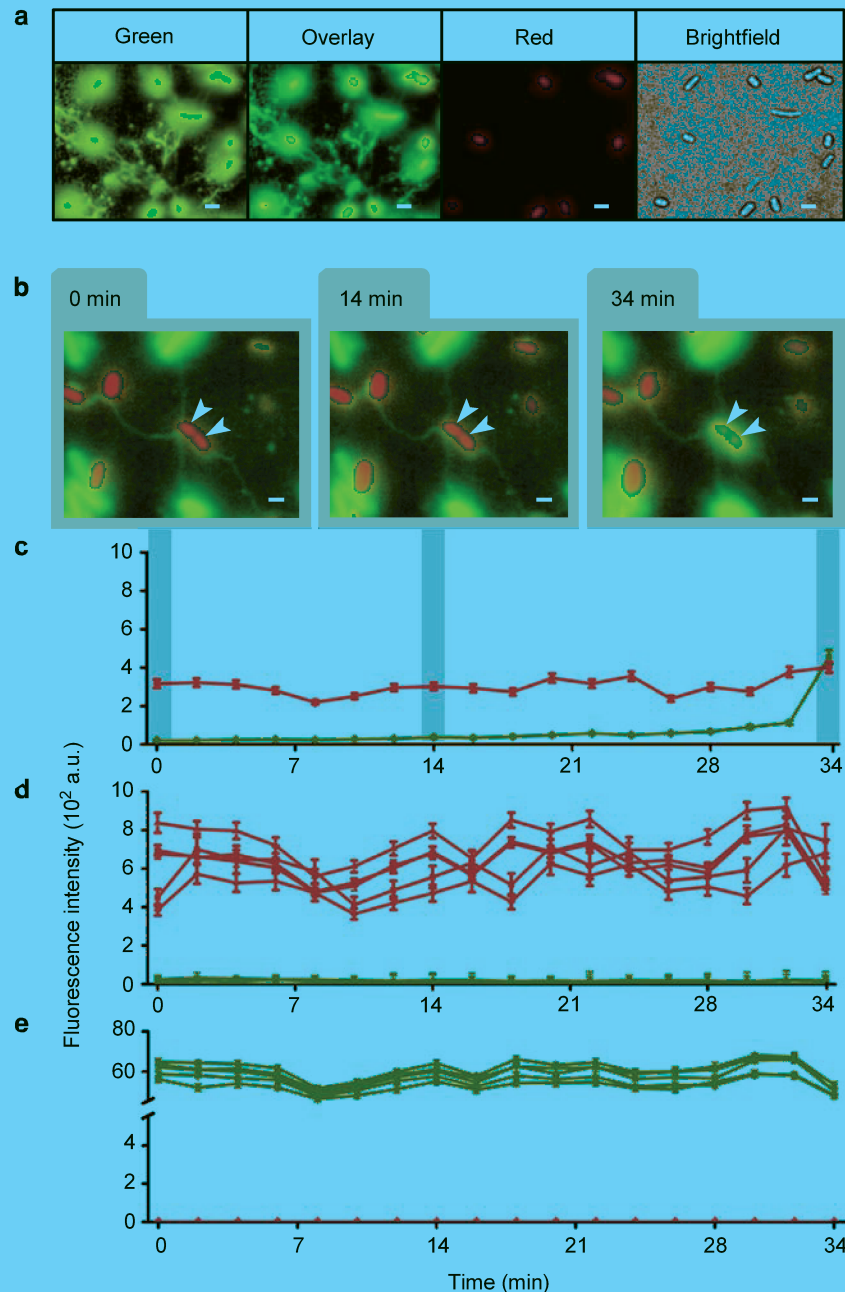 a
Green Overlay Red Brightfield
b
0 min 14 min 34 min
c
10
8
6
4
2
0
0 7 14 21 28 34
d
10
8
6
4
2
0
0 7 14 21 28 34
Fluorescence intensity (10² a.u.)
e
80
60
4
2
0
0 7 14 21 28 34
Time (min)